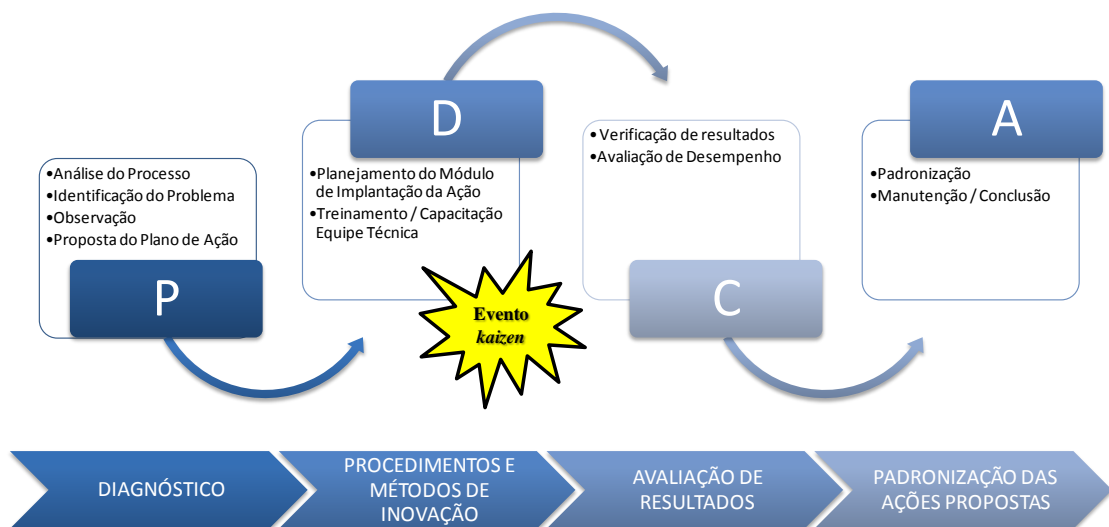 •Análise do Processo
•Identificação do Problema
•Observação
•Proposta do Plano de Ação
P
D
•Planejamento do Módulo
de Implantação da Ação
•Treinamento / Capacitação
Equipe Técnica
Evento
kaizen
•Verificação de resultados
•Avaliação de Desempenho
C
A
•Padronização
•Manutenção / Conclusão
DIAGNÓSTICO
PROCEDIMENTOS E
MÉTODOS DE
INOVAÇÃO
AVALIAÇÃO DE
RESULTADOS
PADRONIZAÇÃO DAS
AÇÕES PROPOSTAS